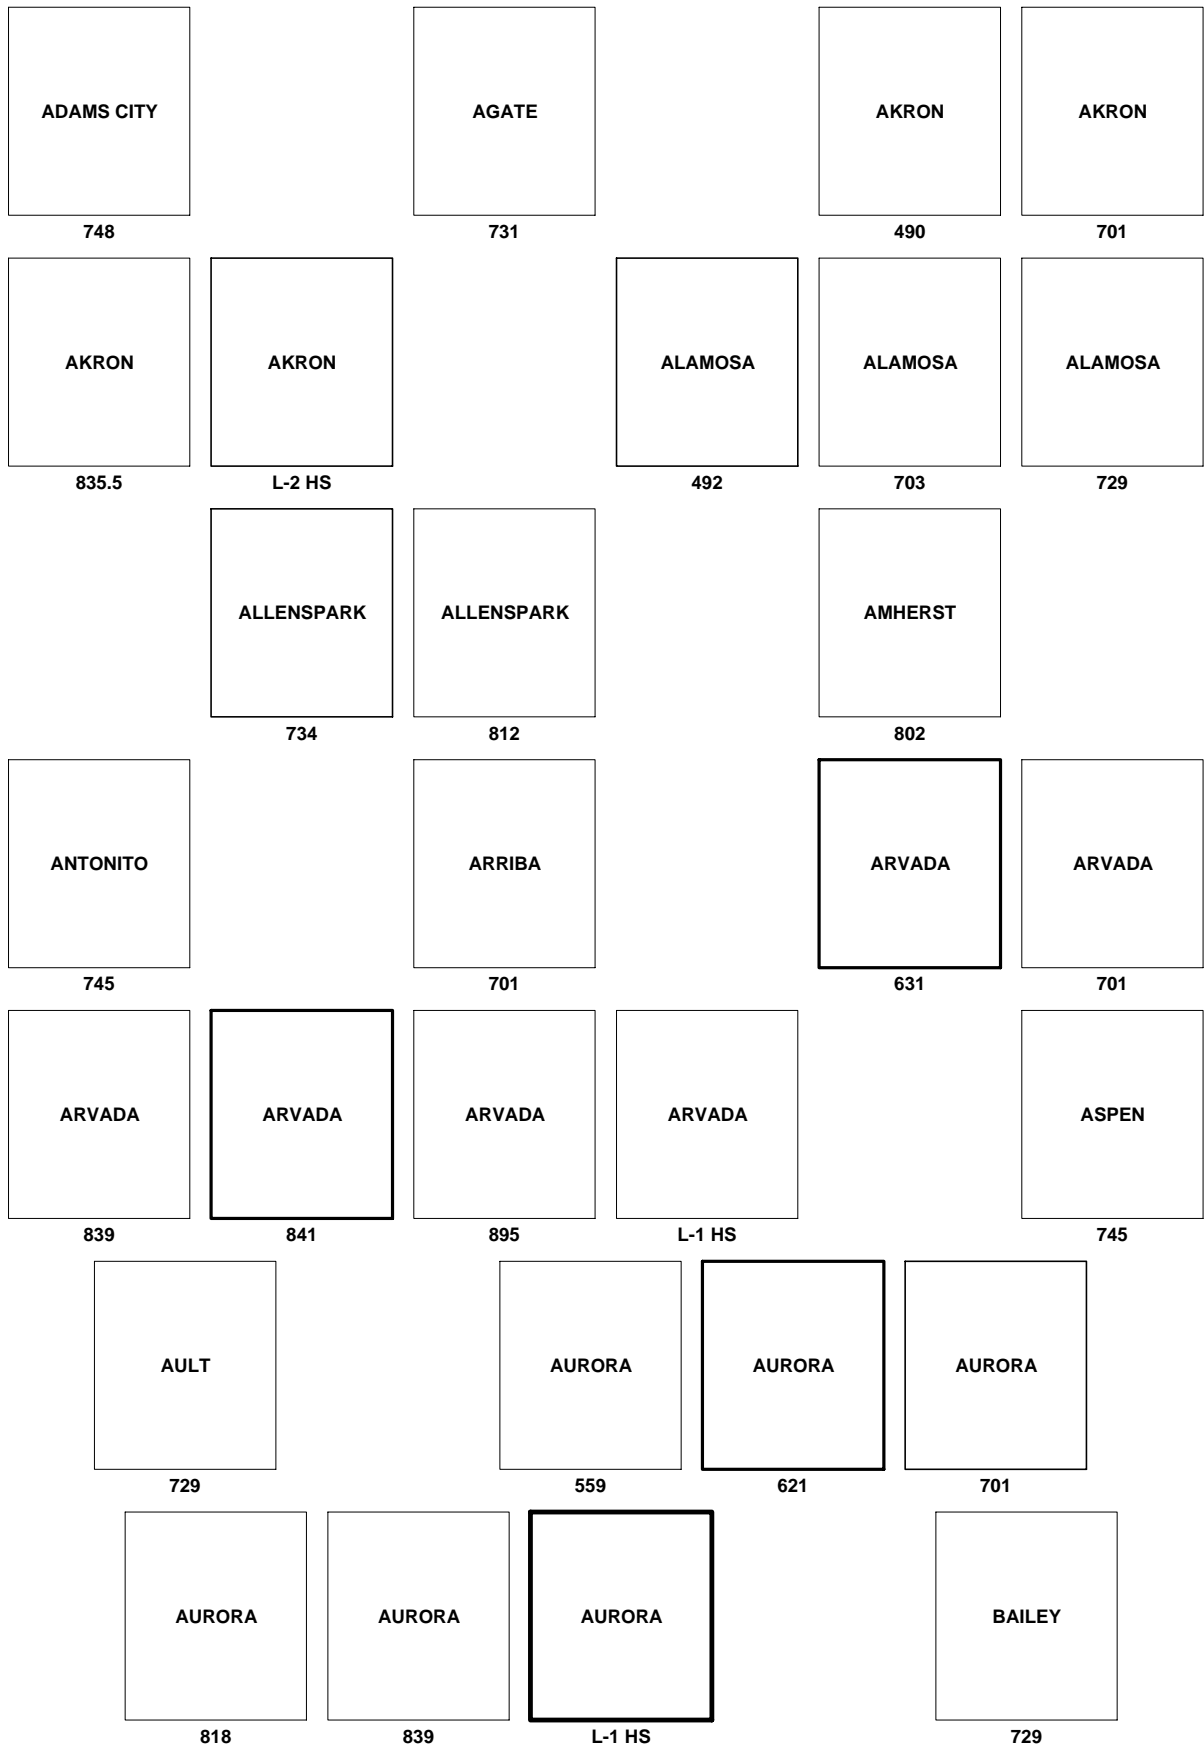 ADAMS CITY AGATE AKRON AKRON
748 731 490 701
AKRON AKRON ALAMOSA ALAMOSA ALAMOSA
835.5 L-2 HS 492 703 729
ALLENSPARK ALLENSPARK AMHERST
734 812 802
ANTONITO ARRIBA ARVADA ARVADA
745 701 631 701
ARVADA ARVADA ARVADA ARVADA ASPEN
839 841 895 L-1 HS 745
AULT AURORA AURORA AURORA
729 559 621 701
AURORA AURORA AURORA BAILEY
818 839 L-1 HS 729